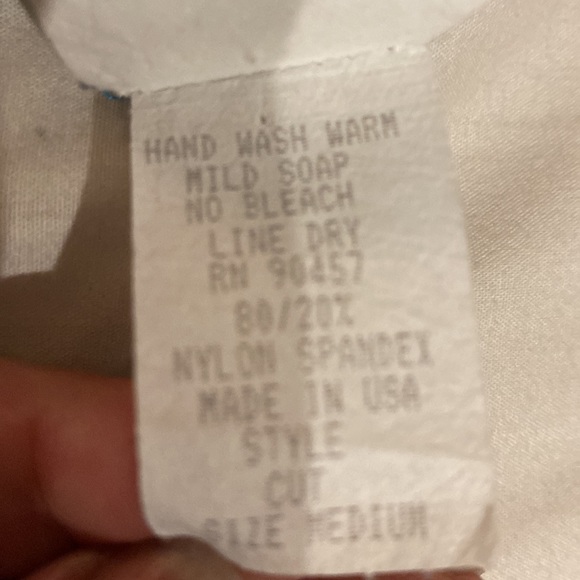 HAND WASH WARM
MILD SOAP
NO BLEACH
LINE DRY
RN 90457
80/20%
NYLON SPANDEX
MADE IN USA
STYLE
CUT
SIZE MEDIUM